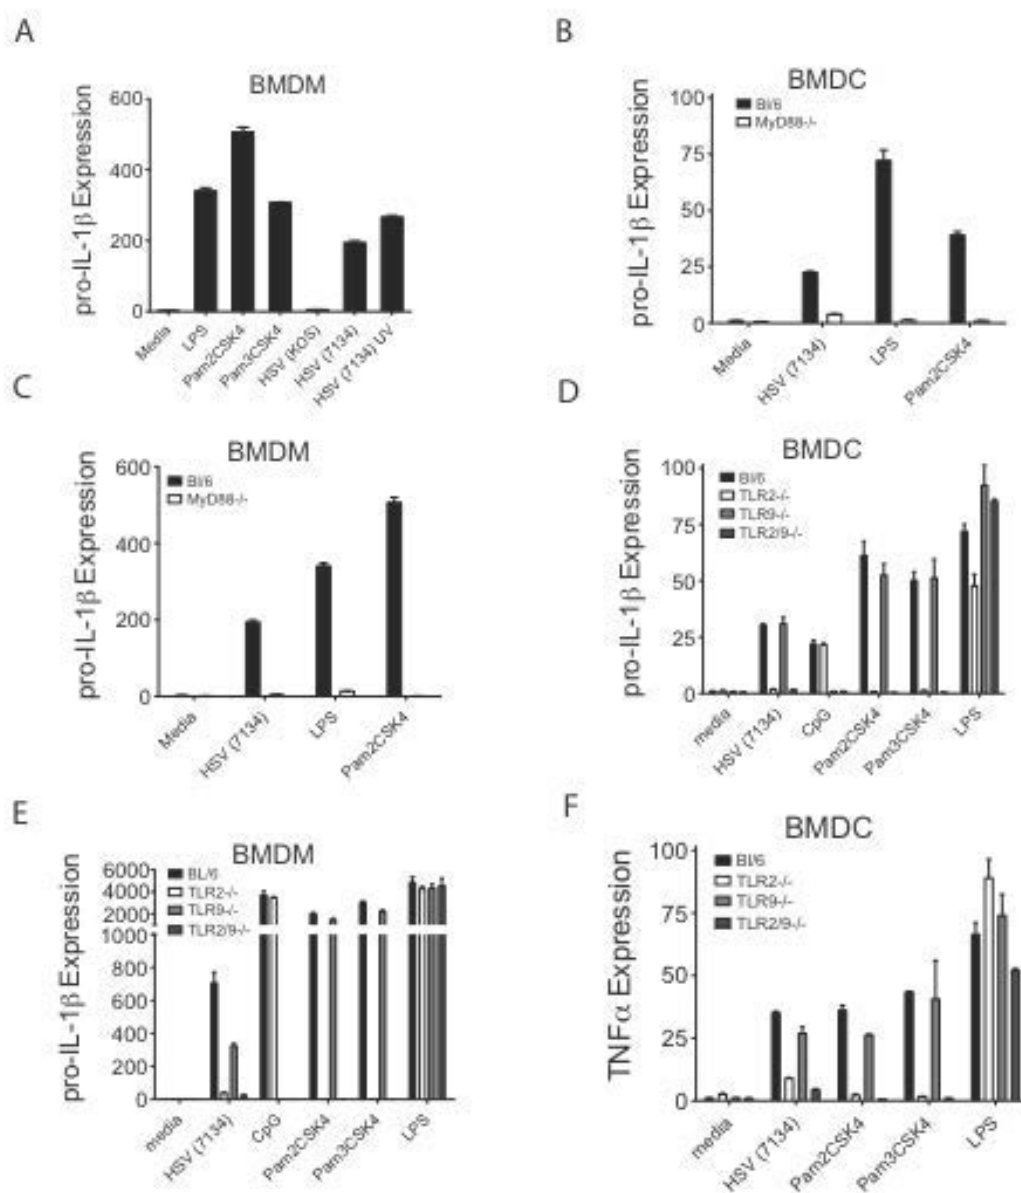 A
BMDM
pro-IL-1β Expression
600
400
200
0
Media
LPS
Pam2CSK4
Pam3CSK4
HSV (KOS)
HSV (7134)
HSV (7134) UV
B
BMDC
pro-IL-1β Expression
100
75
50
25
0
Bl/6
MyD88-/-
Media
HSV (7134)
LPS
Pam2CSK4
C
BMDM
pro-IL-1β Expression
600
400
200
0
Bl/6
MyD88-/-
Media
HSV (7134)
LPS
Pam2CSK4
D
BMDC
pro-IL-1β Expression
100
75
50
25
0
Bl/6
TLR2-/-
TLR9-/-
TLR2/9-/-
media
HSV (7134)
CpG
Pam2CSK4
Pam3CSK4
LPS
E
BMDM
pro-IL-1β Expression
6000
4000
2000
1000
800
600
400
200
0
BL/6
TLR2-/-
TLR9-/-
TLR2/9-/-
media
HSV (7134)
CpG
Pam2CSK4
Pam3CSK4
LPS
F
BMDC
TNFα Expression
100
75
50
25
0
Bl/6
TLR2-/-
TLR9-/-
TLR2/9-/-
media
HSV (7134)
Pam2CSK4
Pam3CSK4
LPS